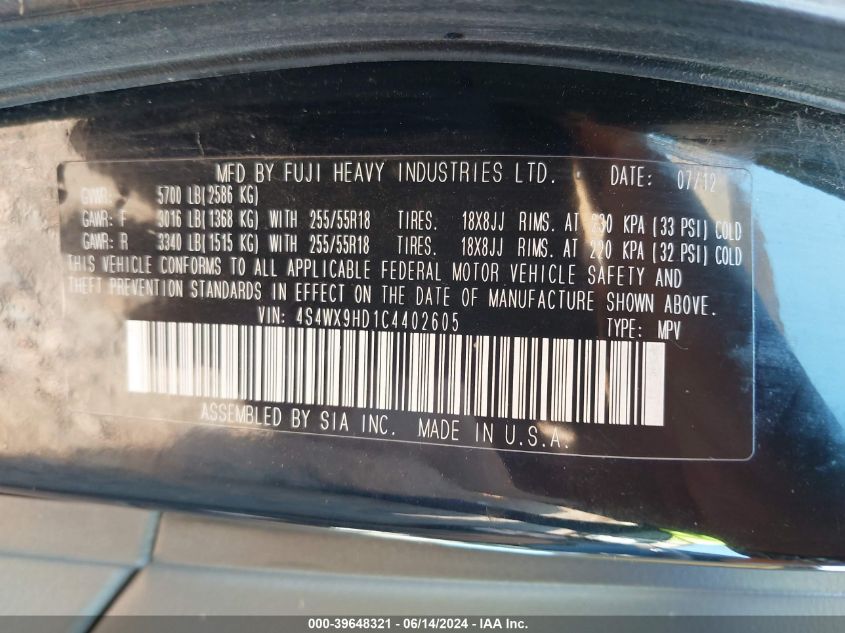 MFD BY FUJI HEAVY INDUSTRIES LTD. DATE: 07/12
GVWR: 5700 LB(2586 KG)
GAWR: F 3016 LB(1368 KG) WITH 255/55R18 TIRES. 18X8JJ RIMS. AT 230 KPA (33 PSI) COLD
GAWR: R 3340 LB(1515 KG) WITH 255/55R18 TIRES. 18X8JJ RIMS. AT 220 KPA (32 PSI) COLD
THIS VEHICLE CONFORMS TO ALL APPLICABLE FEDERAL MOTOR VEHICLE SAFETY AND
THEFT PREVENTION STANDARDS IN EFFECT ON THE DATE OF MANUFACTURE SHOWN ABOVE.
VIN: 4S4WX9HD1C4402605 TYPE: MPV
ASSEMBLED BY SIA INC. MADE IN U.S.A.
000-39648321 - 06/14/2024 - IAA Inc.